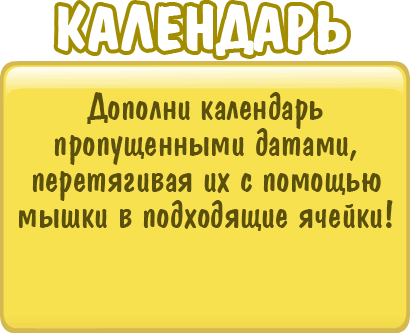 КАЛЕНДАРЬ
Дополни календарь
пропущенными датами,
перетягивая их с помощью
мышки в подходящие ячейки!